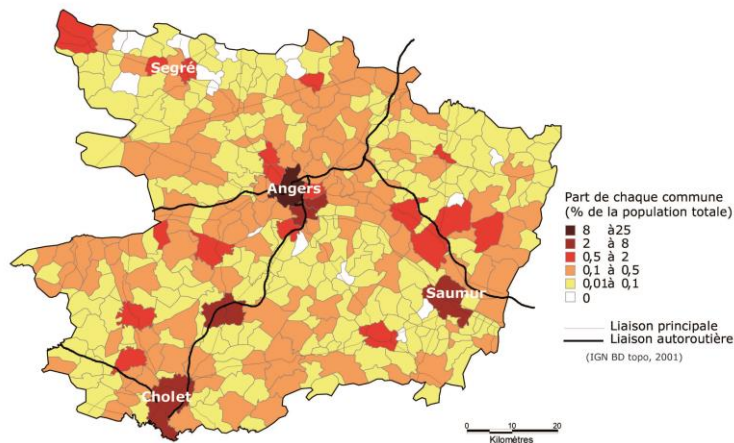 Segré
Angers
Saumur
Cholet
Part de chaque commune
(% de la population totale)
8 à25
2 à 8
0,5 à 2
0,1 à 0,5
0,01à 0,1
0
Liaison principale
Liaison autoroutière
(IGN BD topo, 2001)
0 10 20
Kilométres